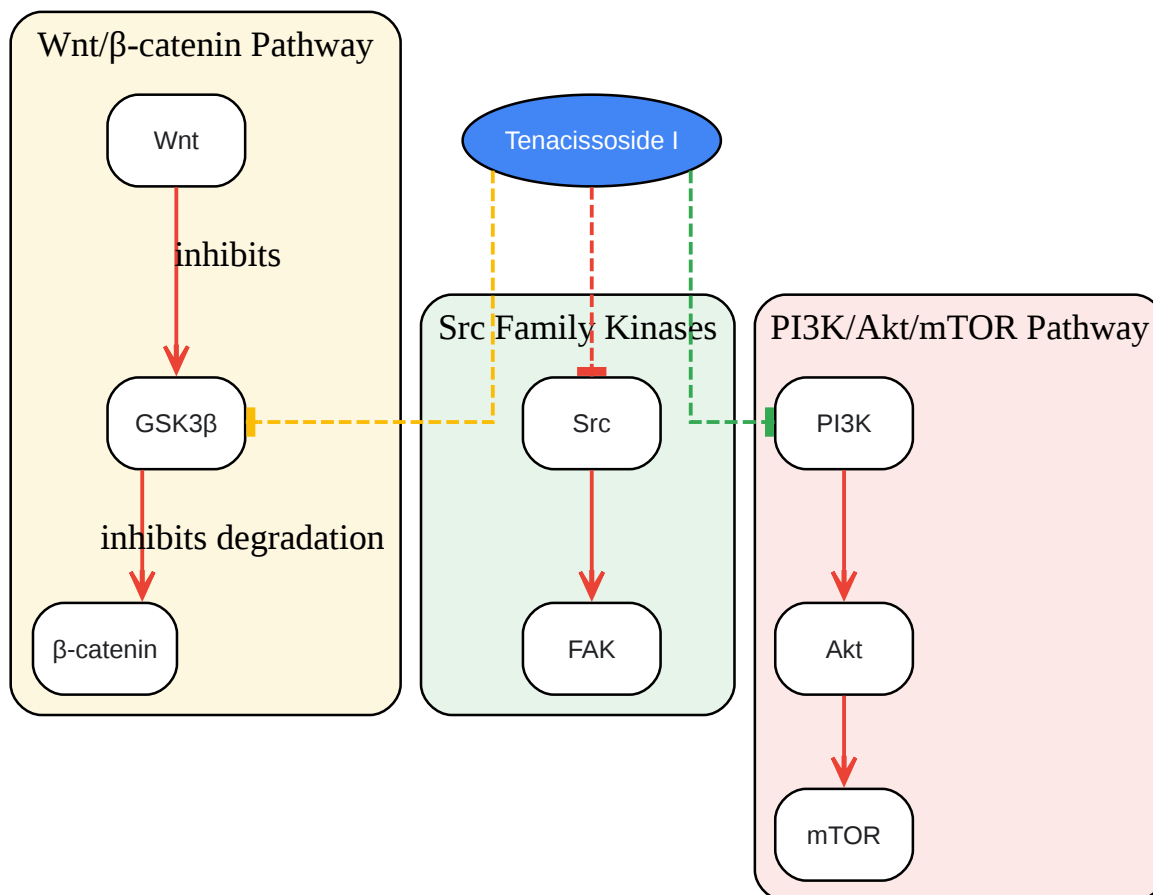 Wnt/β-catenin Pathway
Wnt
Tenacissoside I
inhibits
Src Family Kinases
PI3K/Akt/mTOR Pathway
GSK3β
Src
PI3K
inhibits degradation
β-catenin
FAK
Akt
mTOR